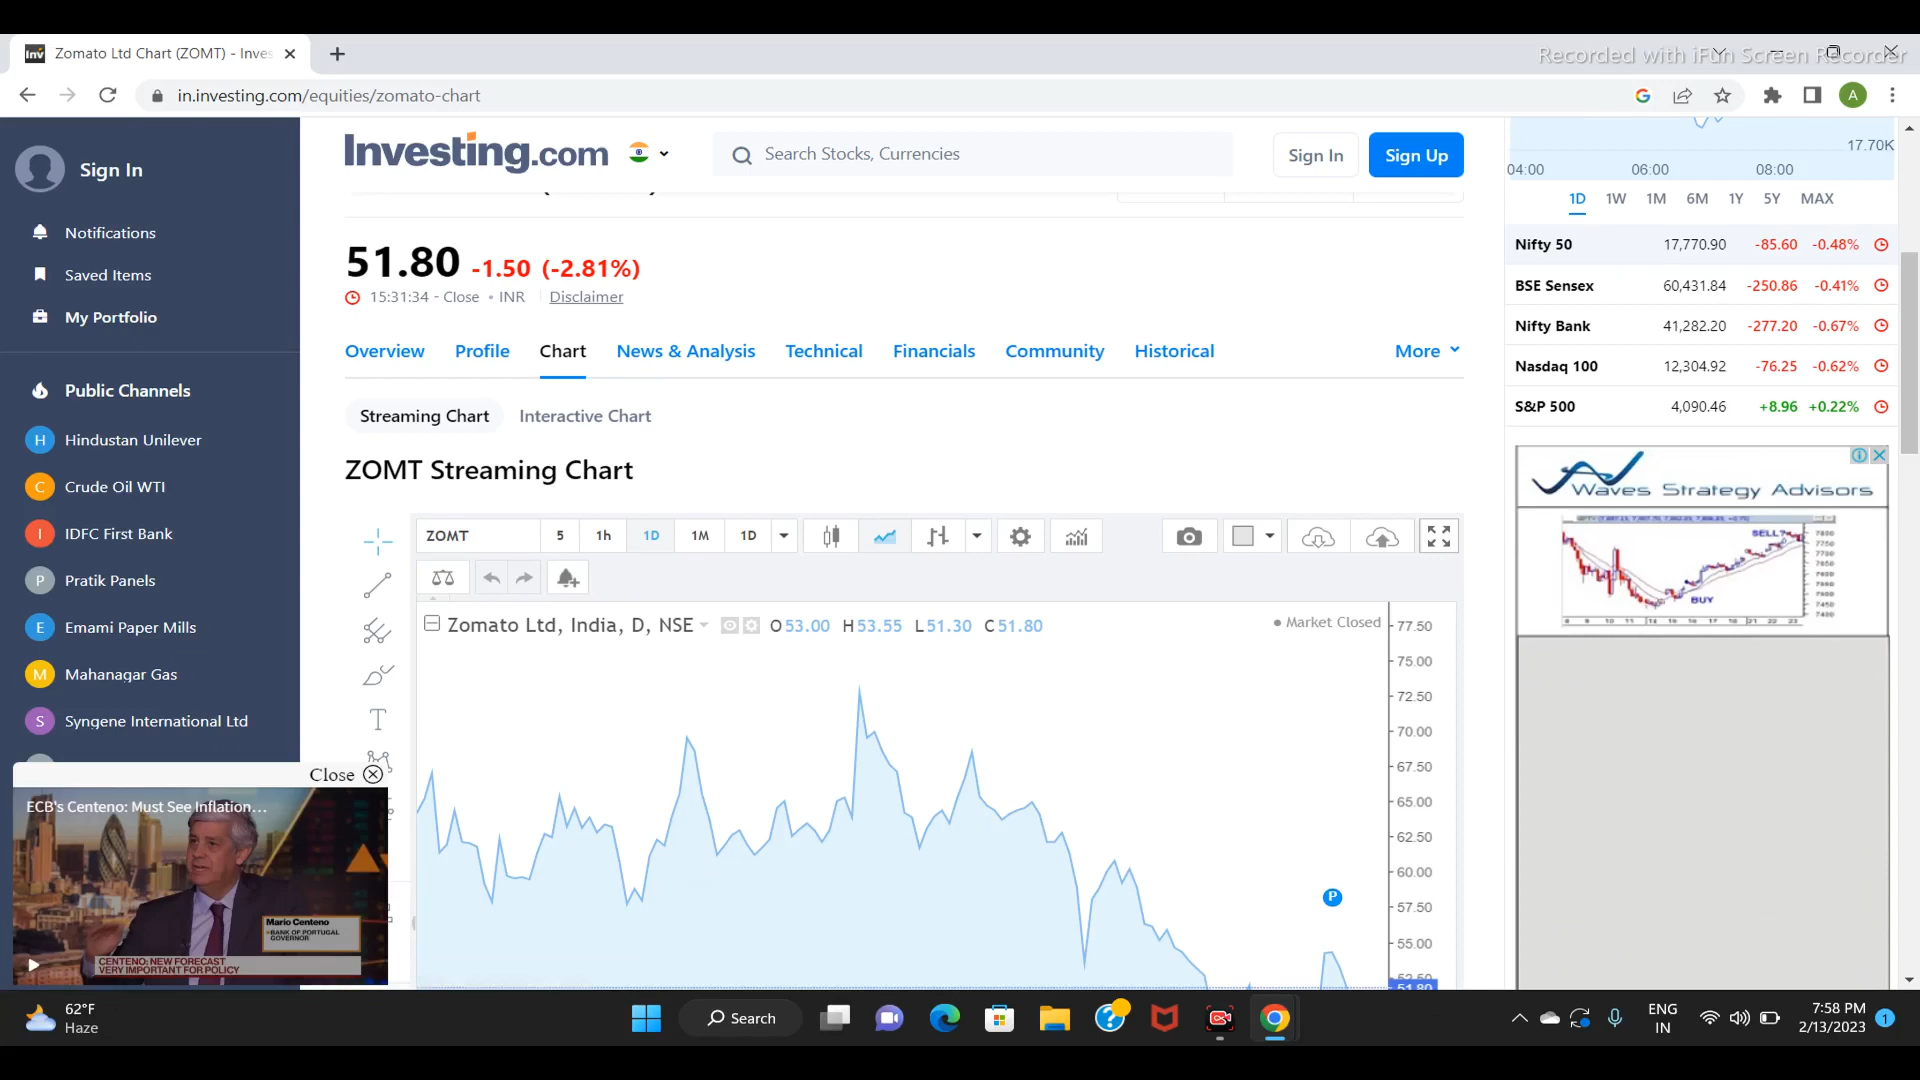 Zomato Ltd Chart (ZOMT) - Inves
Recorded with iFun Screen Recorder
in.investing.com/equities/zomato-chart
A
Sign In
Notifications
Saved Items
My Portfolio
Public Channels
H Hindustan Unilever
C Crude Oil WTI
I IDFC First Bank
P Pratik Panels
E Emami Paper Mills
M Mahanagar Gas
S Syngene International Ltd
Close
ECB's Centeno: Must See Inflation...
Mario Centeno
BANK OF PORTUGAL
GOVERNOR
CENTENO: NEW FORECAST
VERY IMPORTANT FOR POLICY
Investing.com
Search Stocks, Currencies
Sign In
Sign Up
51.80 -1.50 (-2.81%)
15:31:34 - Close • INR Disclaimer
Overview Profile Chart News & Analysis Technical Financials Community Historical More
Streaming Chart Interactive Chart
ZOMT Streaming Chart
ZOMT 5 1h 1D 1M 1D
Zomato Ltd, India, D, NSE O 53.00 H 53.55 L 51.30 C 51.80
Market Closed
77.50
75.00
72.50
70.00
67.50
65.00
62.50
60.00
57.50
55.00
52.50
51.80
P
17.70K
04:00 06:00 08:00
1D 1W 1M 6M 1Y 5Y MAX
Nifty 50 17,770.90 -85.60 -0.48%
BSE Sensex 60,431.84 -250.86 -0.41%
Nifty Bank 41,282.20 -277.20 -0.67%
Nasdaq 100 12,304.92 -76.25 -0.62%
S&P 500 4,090.46 +8.96 +0.22%
Waves Strategy Advisors
SELL?
BUY
62°F
Haze
Search
ENG
IN
7:58 PM
2/13/2023
1